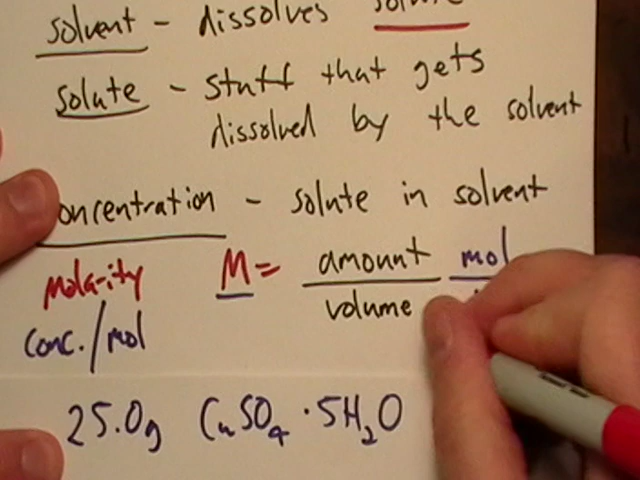 solvent - dissolves solute
solute - stuff that gets
dissolved by the solvent
oncentration - solute in solvent
Molarity M = amount mol
volume
conc./mol
25.0g CuSO4 · 5H2O